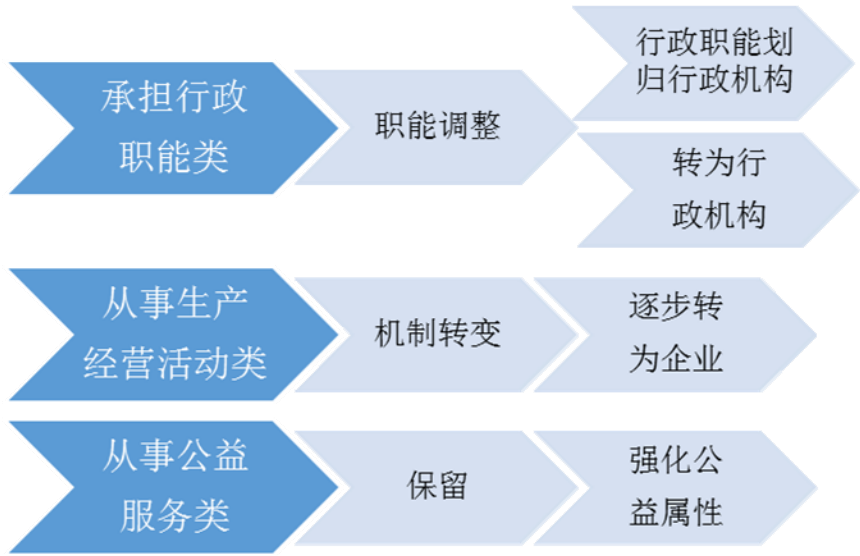 承担行政
职能类
职能调整
行政职能划
归行政机构
转为行
政机构
从事生产
经营活动类
机制转变
逐步转
为企业
从事公益
服务类
保留
强化公
益属性